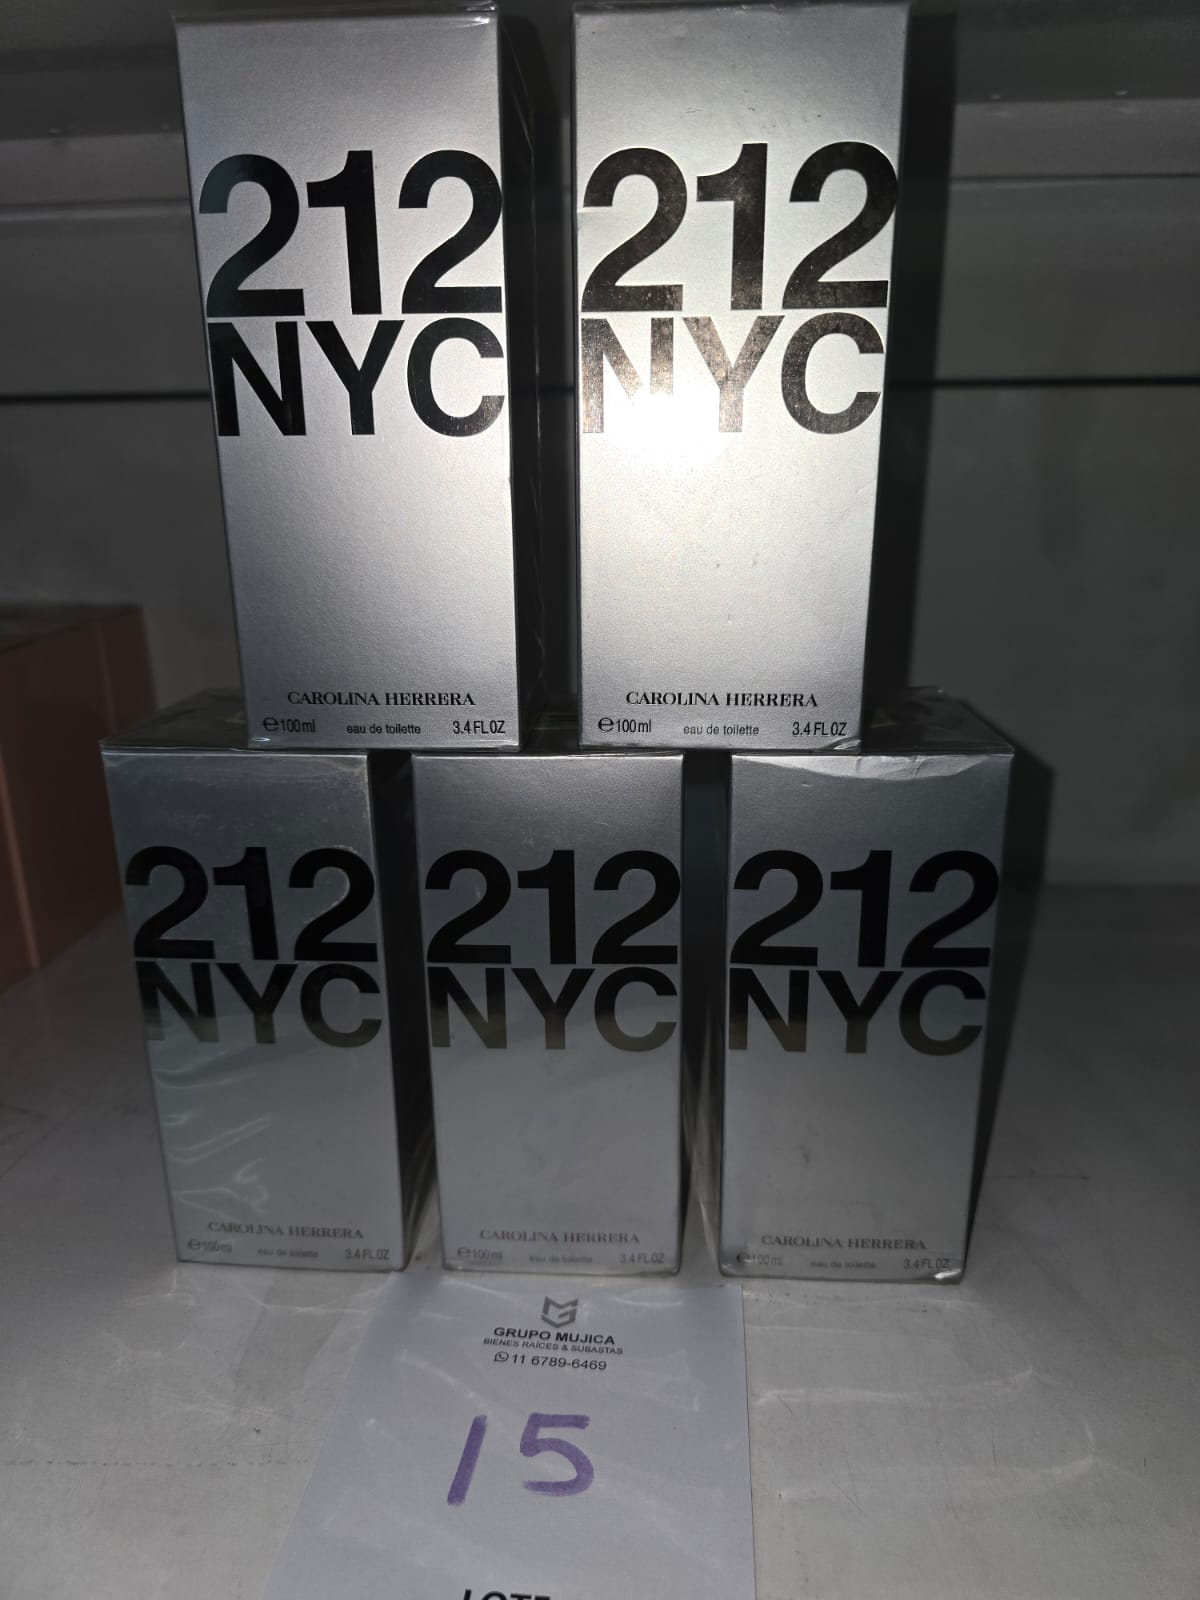 212
NYC
CAROLINA HERRERA
℮100ml eau de toilette 3.4 FL OZ
212
NYC
CAROLINA HERRERA
℮100ml eau de toilette 3.4 FL OZ
212
NYC
CAROLINA HERRERA
℮100ml eau de toilette 3.4 FL OZ
212
NYC
CAROLINA HERRERA
℮100ml eau de toilette 3.4 FL OZ
212
NYC
CAROLINA HERRERA
℮100ml eau de toilette 3.4 FL OZ
GRUPO MUJICA
BIENES RAÍCES & SUBASTAS
11 6789-6469
15
LOTE